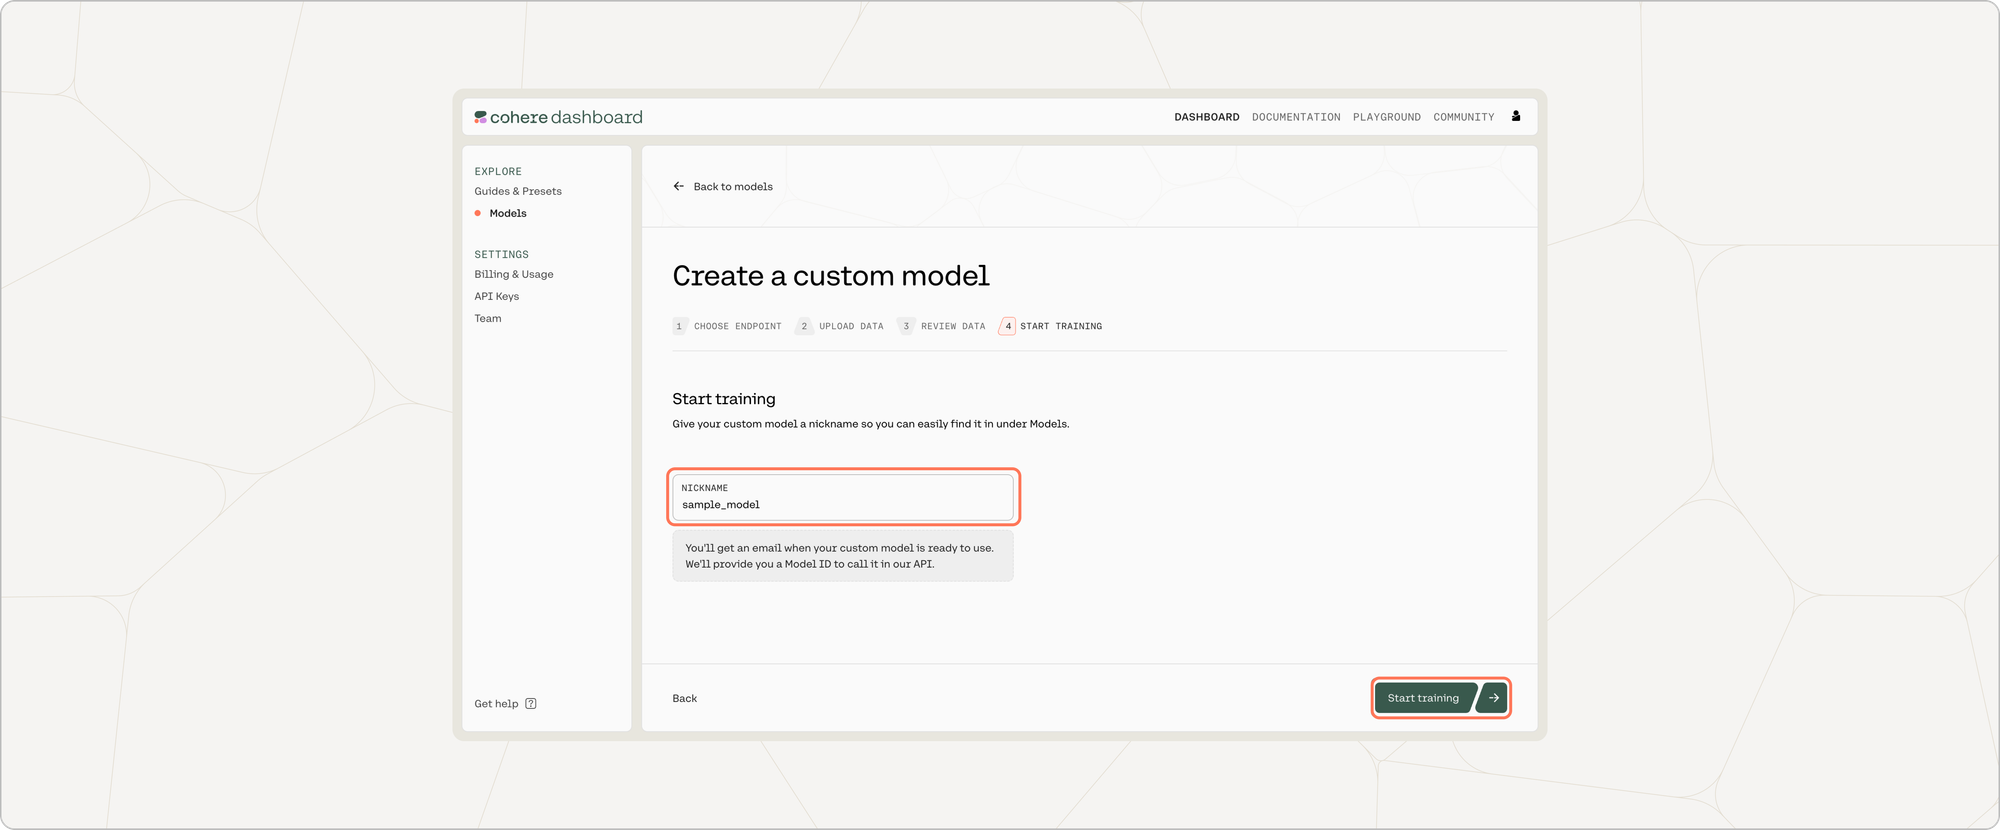 cohere dashboard
DASHBOARD DOCUMENTATION PLAYGROUND COMMUNITY
EXPLORE
Guides & Presets
Models
SETTINGS
Billing & Usage
API Keys
Team
Get help ?
Back to models
Create a custom model
1 CHOOSE ENDPOINT 2 UPLOAD DATA 3 REVIEW DATA 4 START TRAINING
Start training
Give your custom model a nickname so you can easily find it in under Models.
NICKNAME
sample_model
You'll get an email when your custom model is ready to use.
We'll provide you a Model ID to call it in our API.
Back
Start training